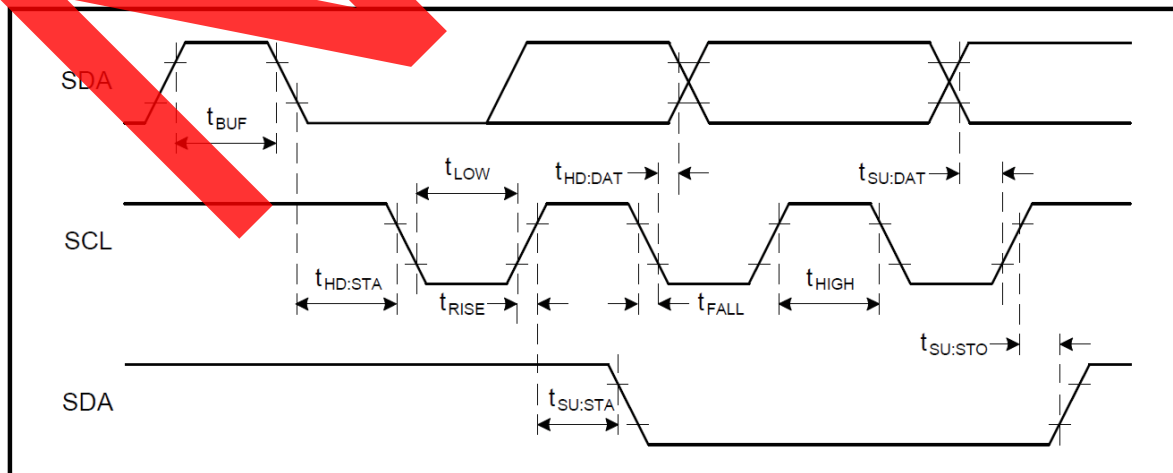 SDA
tBUF
tLOW
tHD:DAT
tSU:DAT
SCL
tHD:STA
tRISE
tFALL
tHIGH
tSU:STO
SDA
tSU:STA